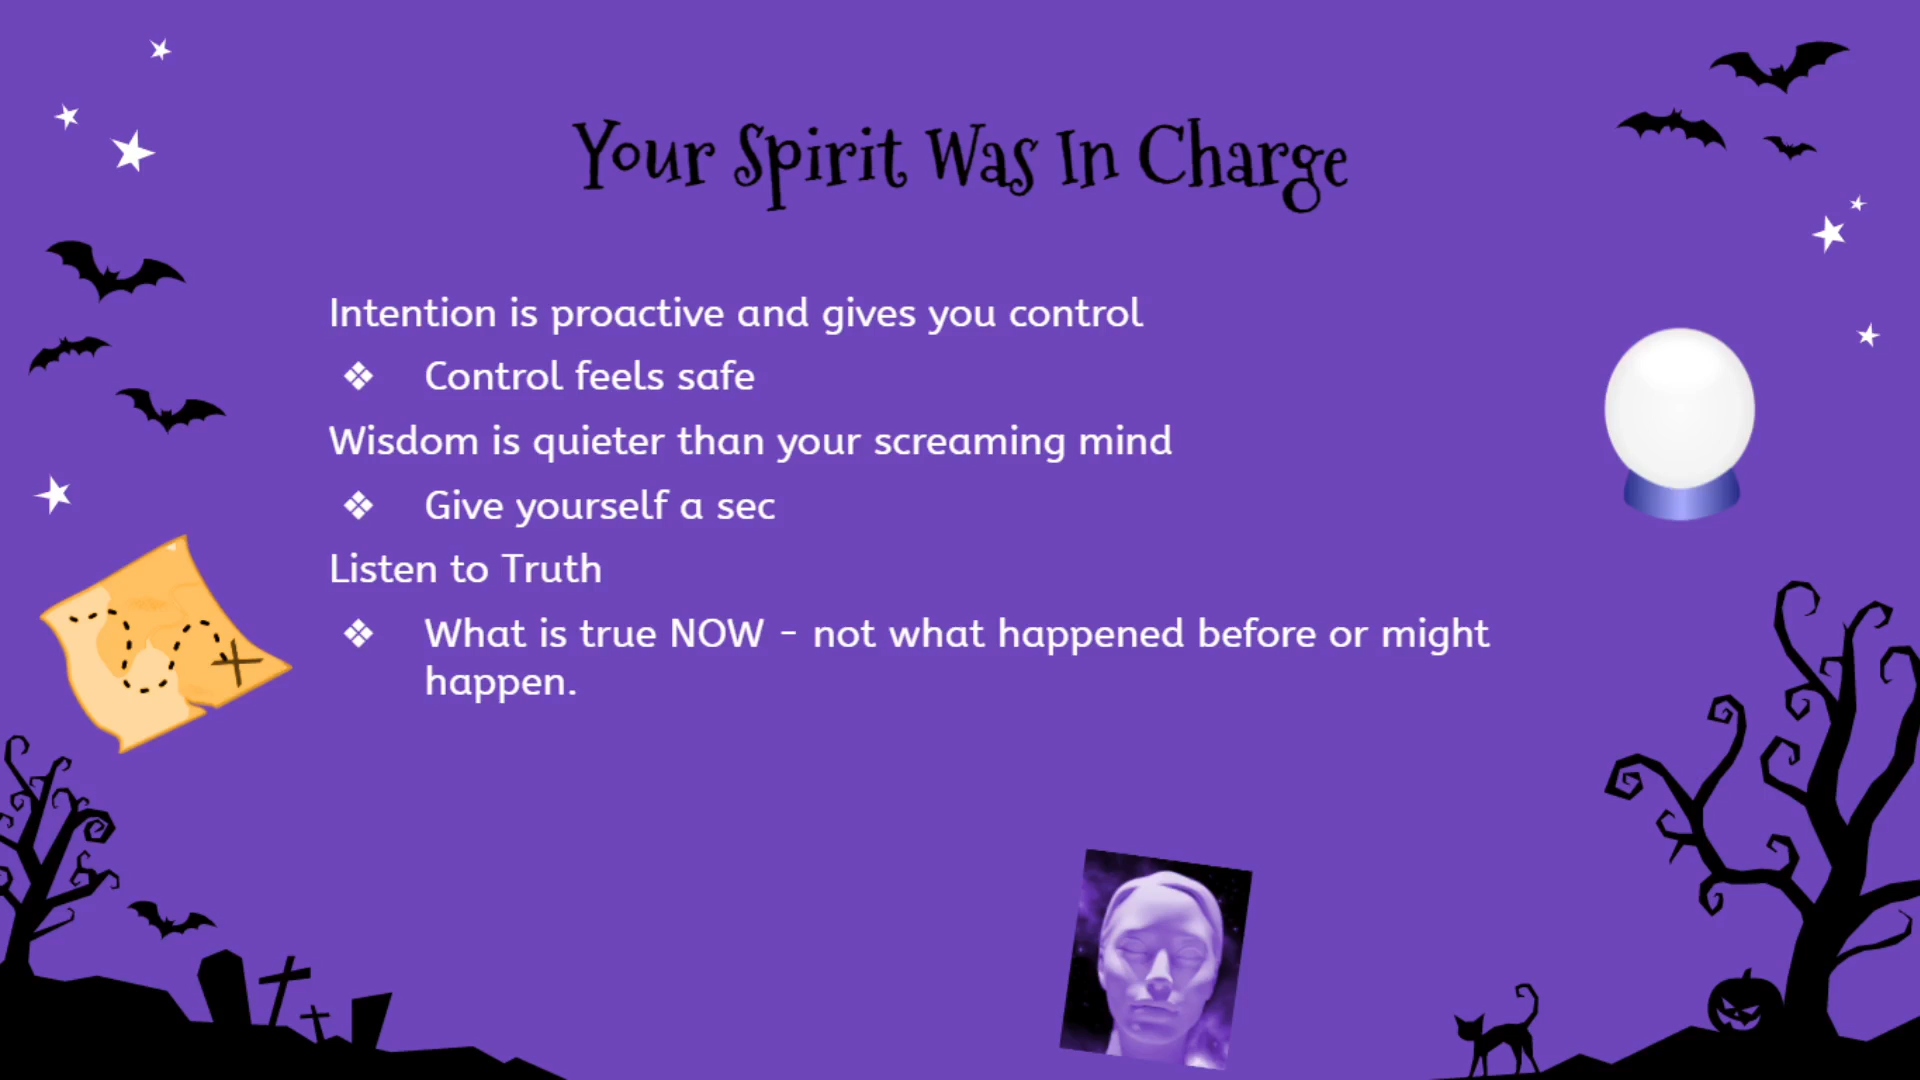 Your Spirit Was In Charge
Intention is proactive and gives you control
❖ Control feels safe
Wisdom is quieter than your screaming mind
❖ Give yourself a sec
Listen to Truth
❖ What is true NOW - not what happened before or might
happen.